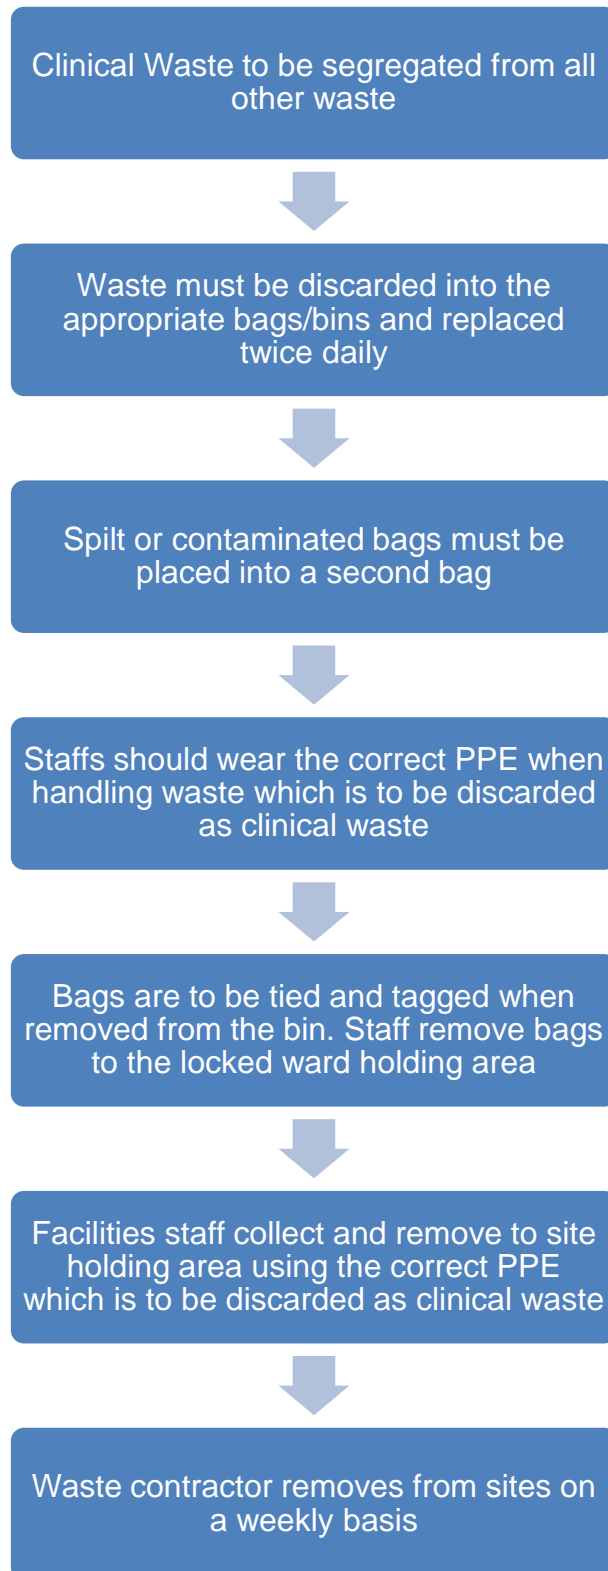 Clinical Waste to be segregated from all
other waste
Waste must be discarded into the
appropriate bags/bins and replaced
twice daily
Spilt or contaminated bags must be
placed into a second bag
Staffs should wear the correct PPE when
handling waste which is to be discarded
as clinical waste
Bags are to be tied and tagged when
removed from the bin. Staff remove bags
to the locked ward holding area
Facilities staff collect and remove to site
holding area using the correct PPE
which is to be discarded as clinical waste
Waste contractor removes from sites on
a weekly basis